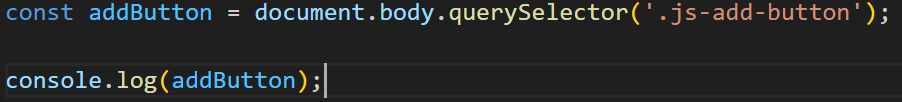 const addButton = document.body.querySelector('.js-add-button');
console.log(addButton);